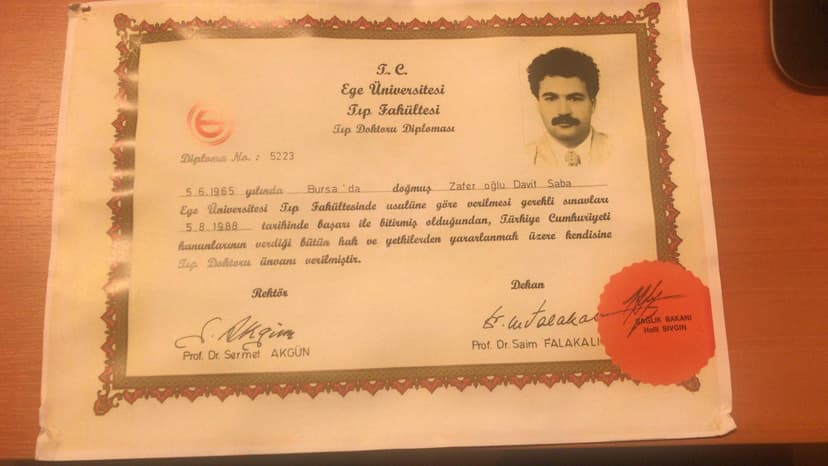 T. C.
Ege Üniversitesi
Tıp Fakültesi
Tıp Doktoru Diploması
Diploma No. : 5223
5.6.1965 yılında Bursa'da doğmuş Zafer oğlu Davit Saba
Ege Üniversitesi Tıp Fakültesinde usulüne göre verilmesi gerekli sınavları
5.8.1988 tarihinde başarı ile bitirmiş olduğundan, Türkiye Cumhuriyeti
kanunlarının verdiği bütün hak ve yetkilerden yararlanmak üzere kendisine
Tıp Doktoru ünvanı verilmiştir.
Rektör
Dekan
S. Akgün
Prof. Dr. Sermet AKGÜN
Prof. Dr. Saim FALAKALI
SAĞLIK BAKANI
Halil ŞIVGIN